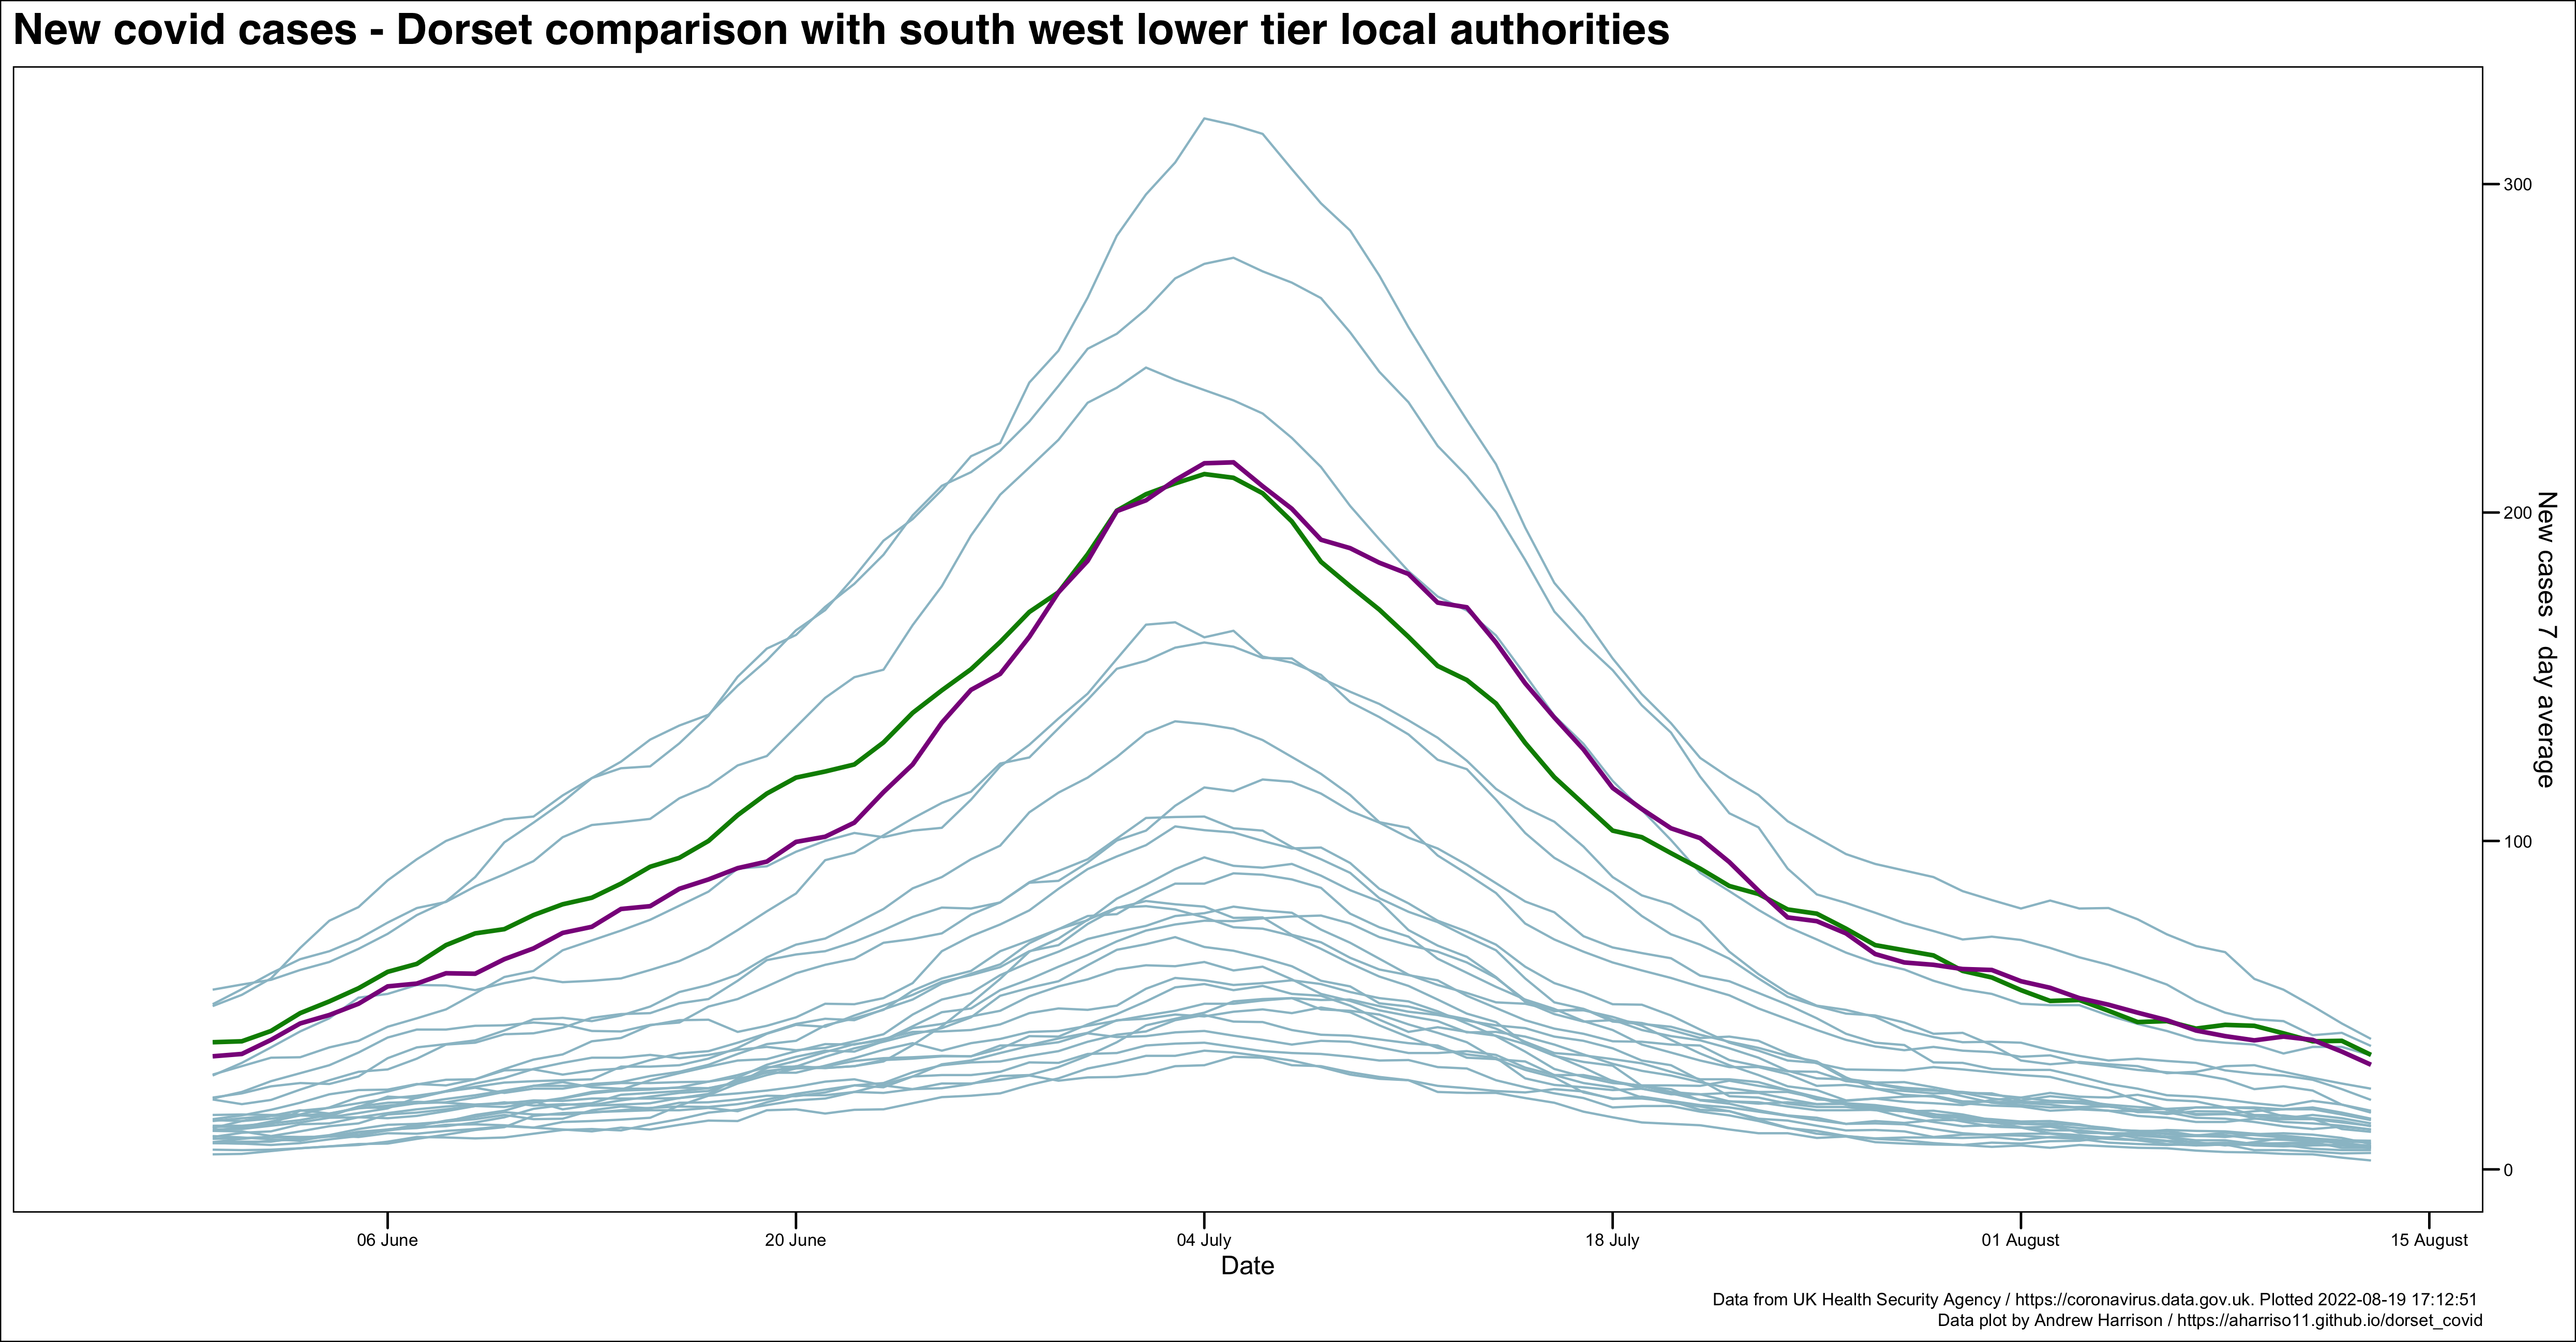 New covid cases - Dorset comparison with south west lower tier local authorities
300
200
100
0
New cases 7 day average
06 June
20 June
04 July
18 July
01 August
15 August
Date
Data from UK Health Security Agency / https://coronavirus.data.gov.uk. Plotted 2022-08-19 17:12:51
Data plot by Andrew Harrison / https://aharriso11.github.io/dorset_covid